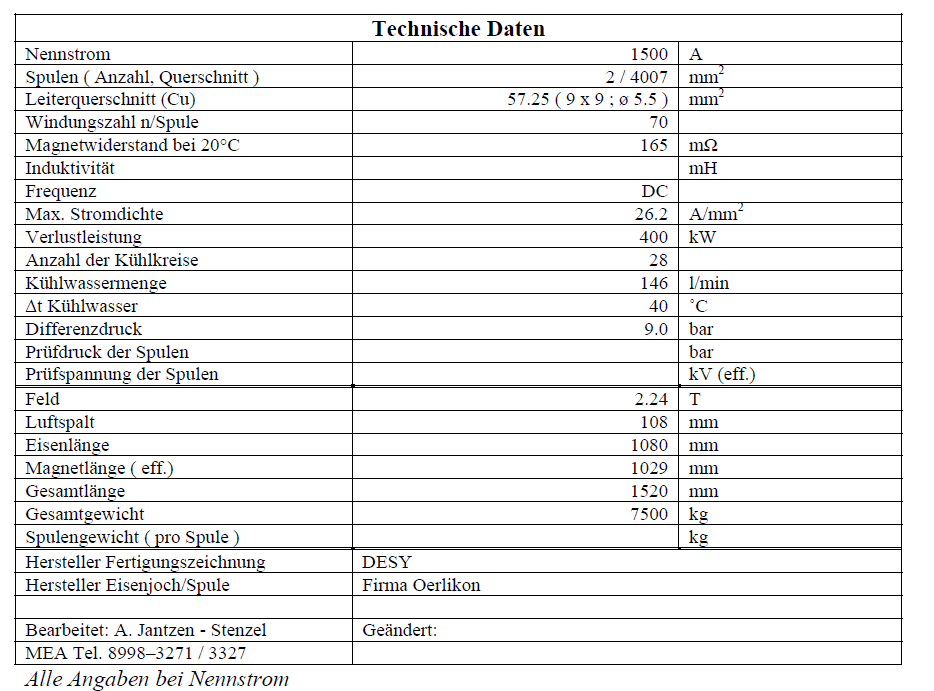 Technische Daten
Nennstrom 1500 A
Spulen ( Anzahl, Querschnitt ) 2 / 4007 mm²
Leiterquerschnitt (Cu) 57.25 ( 9 x 9 ; ø 5.5 ) mm²
Windungszahl n/Spule 70
Magnetwiderstand bei 20°C 165 mΩ
Induktivität mH
Frequenz DC
Max. Stromdichte 26.2 A/mm²
Verlustleistung 400 kW
Anzahl der Kühlkreise 28
Kühlwassermenge 146 l/min
Δt Kühlwasser 40 °C
Differenzdruck 9.0 bar
Prüfdruck der Spulen bar
Prüfspannung der Spulen kV (eff.)
Feld 2.24 T
Luftspalt 108 mm
Eisenlänge 1080 mm
Magnetlänge ( eff.) 1029 mm
Gesamtlänge 1520 mm
Gesamtgewicht 7500 kg
Spulengewicht ( pro Spule ) kg
Hersteller Fertigungszeichnung DESY
Hersteller Eisenjoch/Spule Firma Oerlikon
Bearbeitet: A. Jantzen - Stenzel Geändert:
MEA Tel. 8998–3271 / 3327
Alle Angaben bei Nennstrom